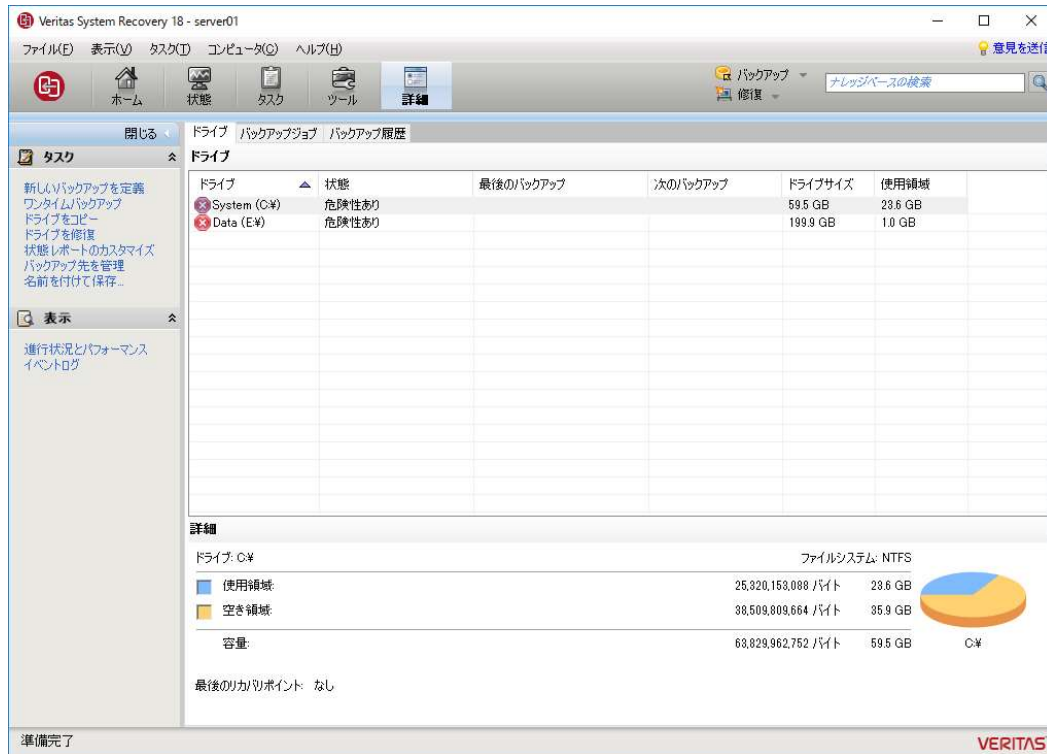 Veritas System Recovery 18 - server01
ファイル(F) 表示(V) タスク(T) コンピュータ(C) ヘルプ(H)
意見を送信
ホーム
状態
タスク
ツール
詳細
バックアップ
修復
ナレッジベースの検索
閉じる
タスク
新しいバックアップを定義
ワンタイムバックアップ
ドライブをコピー
ドライブを修復
状態レポートのカスタマイズ
バックアップ先を管理
名前を付けて保存...
表示
進行状況とパフォーマンス
イベントログ
ドライブ バックアップジョブ バックアップ履歴
ドライブ
ドライブ 状態 最後のバックアップ 次のバックアップ ドライブサイズ 使用領域
System (C:¥) 危険性あり 59.5 GB 23.6 GB
Data (E:¥) 危険性あり 199.9 GB 1.0 GB
詳細
ドライブ: C:¥ ファイルシステム: NTFS
使用領域: 25,320,153,088 バイト 23.6 GB
空き領域: 38,509,809,664 バイト 35.9 GB
容量: 63,829,962,752 バイト 59.5 GB
C:¥
最後のリカバリポイント: なし
準備完了
VERITAS